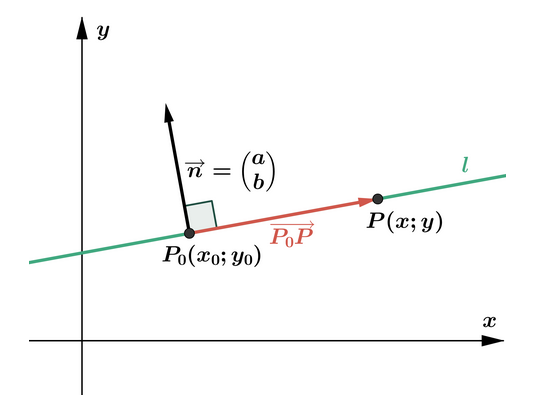 y
l
n⃗ = (a b)
P(x; y)
P₀P⃗
P₀(x₀; y₀)
x